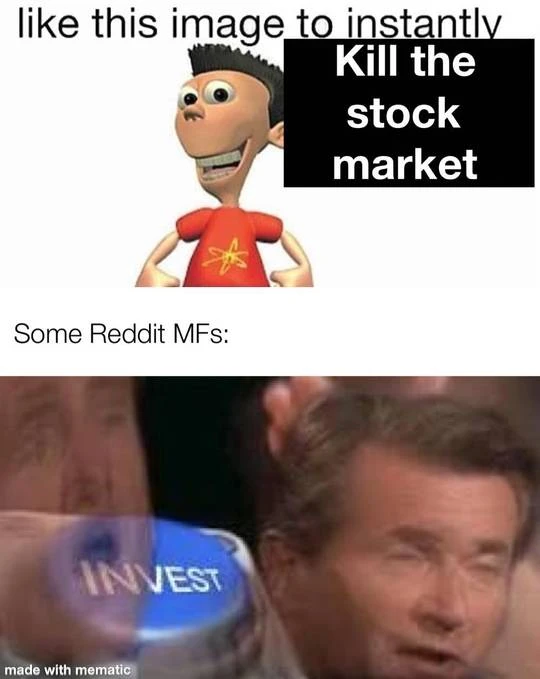 like this image to instantly
Kill the
stock
market
Some Reddit MFs:
INVEST
made with mematic